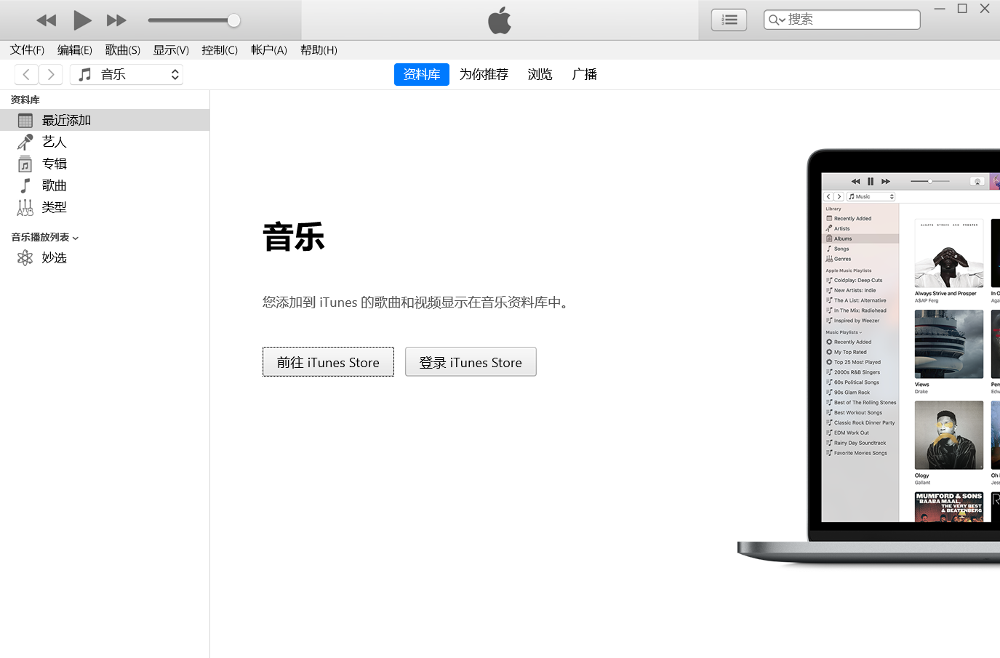 搜索
文件(F) 编辑(E) 歌曲(S) 显示(V) 控制(C) 帐户(A) 帮助(H)
音乐
资料库 为你推荐 浏览 广播
资料库
最近添加
艺人
专辑
歌曲
类型
音乐播放列表
妙选
音乐
您添加到 iTunes 的歌曲和视频显示在音乐资料库中。
前往 iTunes Store
登录 iTunes Store
Music
Library
Recently Added
Artists
Albums
Songs
Genres
Apple Music Playlists
Coldplay: Deep Cuts
New Artists: Indie
The A List: Alternative
In The Mix: Radiohead
Inspired by Weezer
Music Playlists
Recently Added
My Top Rated
Top 25 Most Played
2000s R&B Singers
60s Political Songs
90s Glam Rock
Best of The Rolling Stones
Best Workout Songs
Classic Rock Dinner Party
EDM Work Out
Rainy Day Soundtrack
Favorite Movies Songs
ALWAYS STRIVE AND PROSPER
Always Strive and Prosper
A$AP Ferg
In O
Aga
Views
Drake
Pers
Edw
Ology
Gallant
Oh
Jess
MUMFORD & SONS
BAABA MAAL,
THE VERY BEST
& BEATENBERG